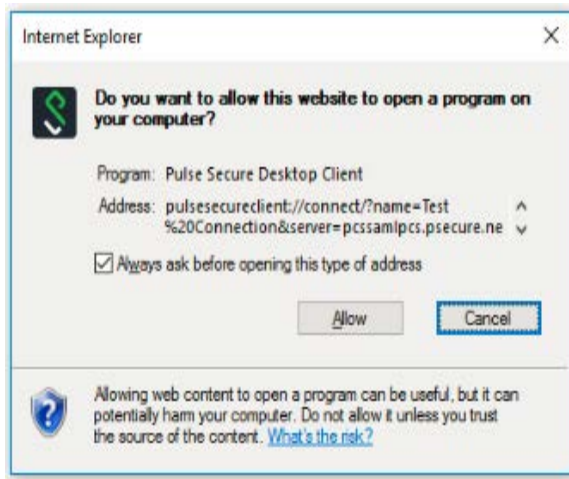 Internet Explorer
Do you want to allow this website to open a program on
your computer?
Program: Pulse Secure Desktop Client
Address: pulsesecureclient://connect/?name=Test
%20Connection&server=pcssamlpcs.psecure.ne
Always ask before opening this type of address
Allow
Cancel
Allowing web content to open a program can be useful, but it can
potentially harm your computer. Do not allow it unless you trust
the source of the content. What's the risk?